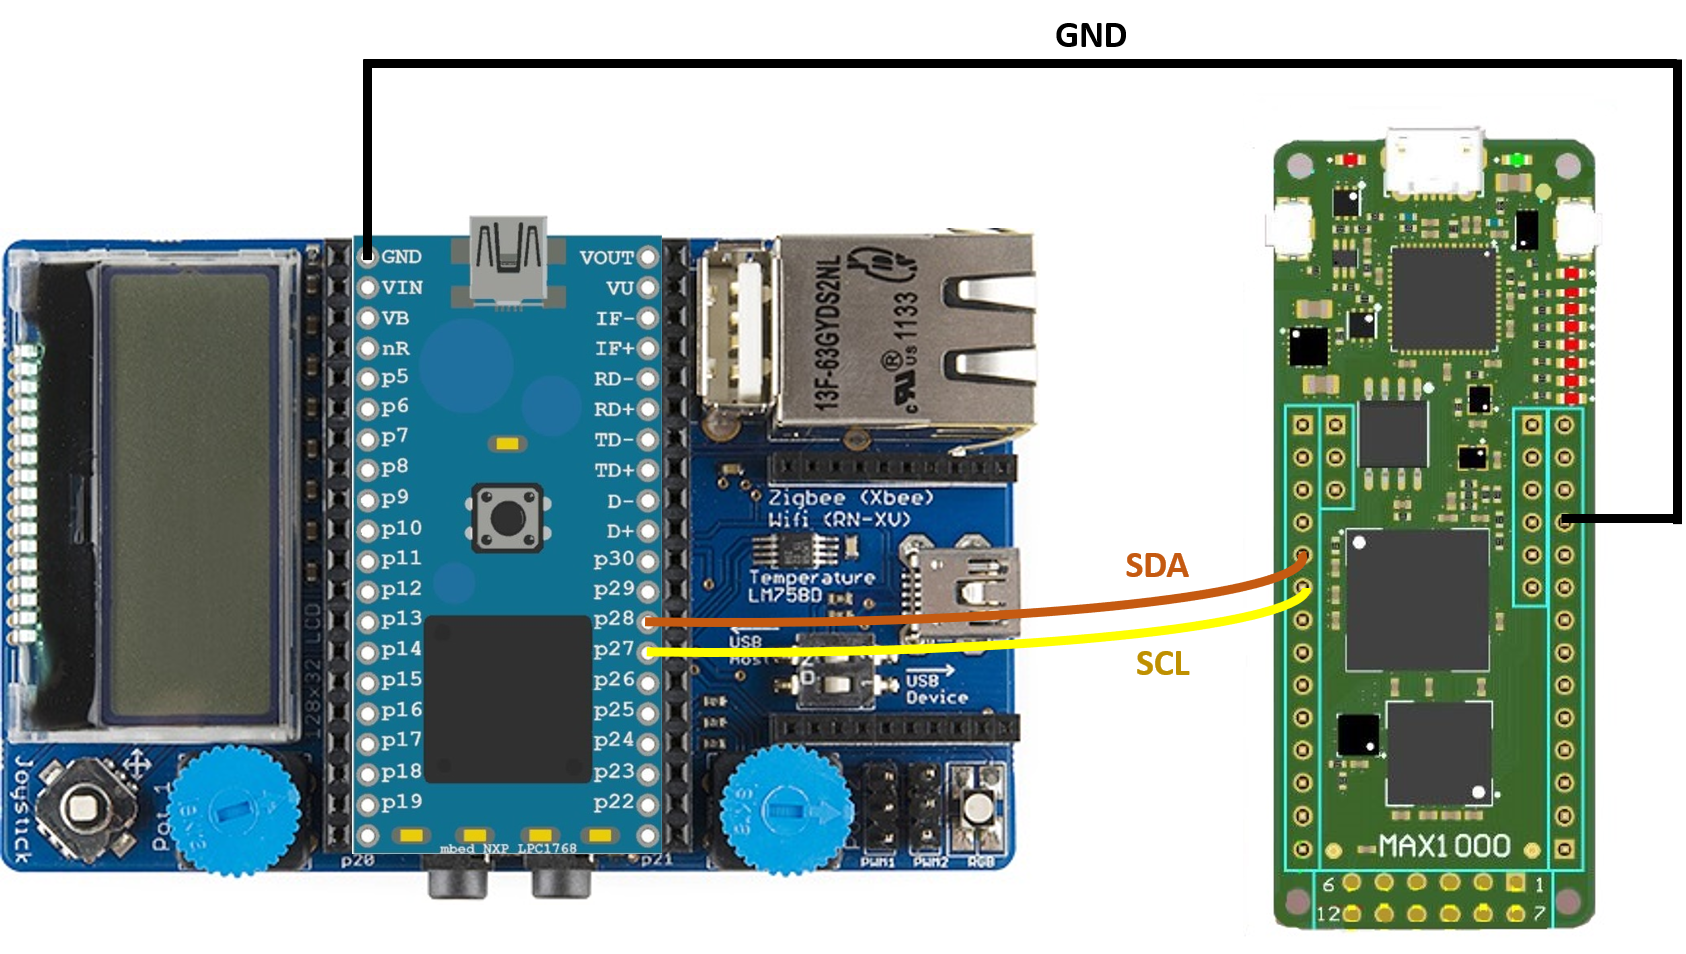 GND
GND
VIN
VB
nR
p5
p6
p7
p8
p9
p10
p11
p12
p13
p14
p15
p16
p17
p18
p19
VOUT
VU
IF-
IF+
RD-
RD+
TD-
TD+
D-
D+
p30
p29
p28
p27
p26
p25
p24
p23
p22
mbed NXP LPC1768
p20
p21
128x32 LCD
Joystick
Pot 1
13F-63GYDS2NL
c RU ® US 1133
Zigbee (Xbee)
Wifi (RN-XV)
Temperature
LM75BD
USB
USB
Device
PWM1
PWM2
RGB
SDA
SCL
MAX1000
6
1
12
7